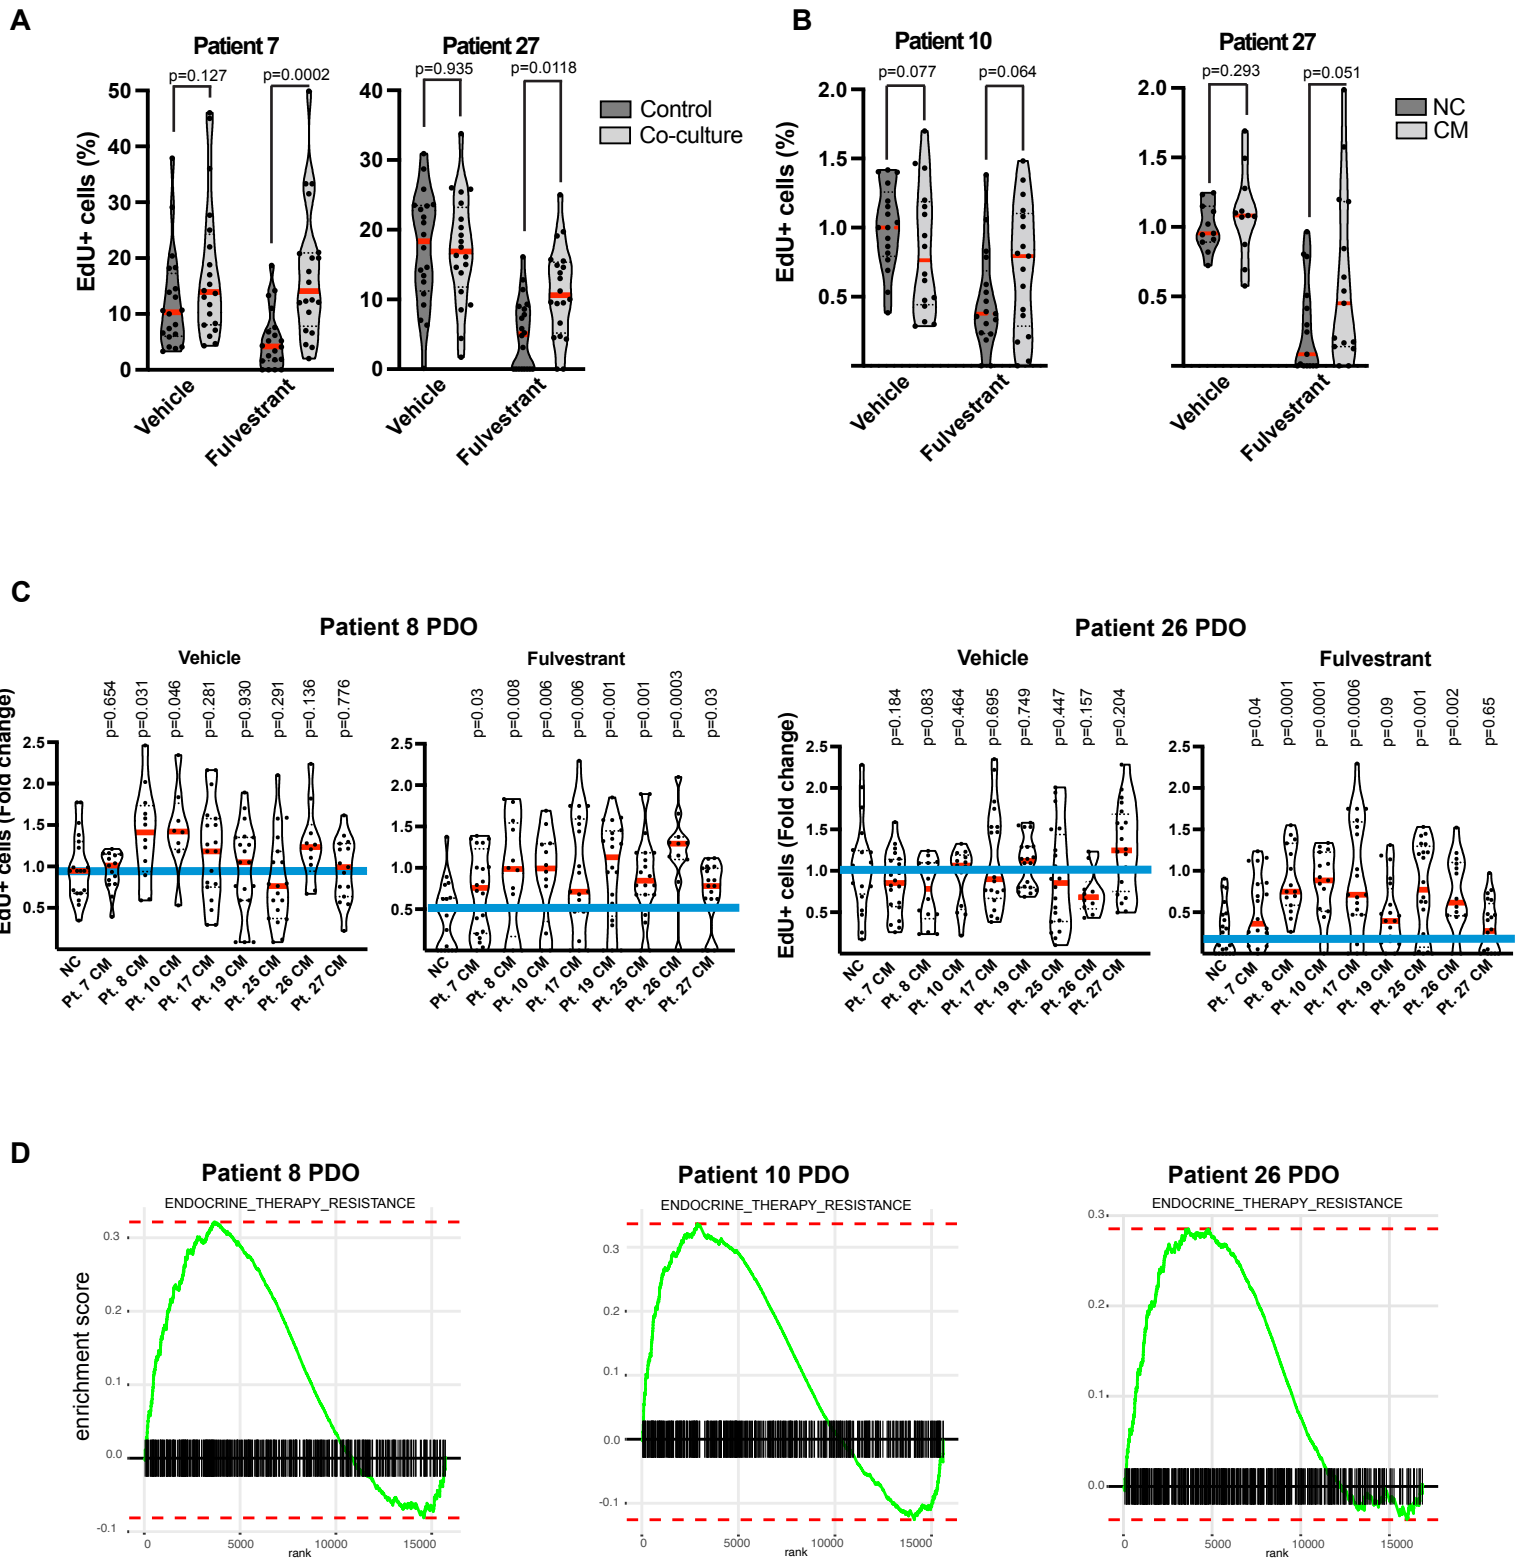 A
Patient 7
Patient 27
p=0.127
p=0.0002
p=0.935
p=0.0118
EdU+ cells (%)
50
40
30
20
10
0
40
30
20
10
0
Vehicle
Fulvestrant
Vehicle
Fulvestrant
Control
Co-culture
B
Patient 10
Patient 27
p=0.077
p=0.064
p=0.293
p=0.051
EdU+ cells (%)
2.0
1.5
1.0
0.5
2.0
1.5
1.0
0.5
Vehicle
Fulvestrant
Vehicle
Fulvestrant
NC
CM
C
Patient 8 PDO
Vehicle
Fulvestrant
p=0.654
p=0.031
p=0.046
p=0.281
p=0.930
p=0.291
p=0.136
p=0.776
p=0.03
p=0.008
p=0.006
p=0.006
p=0.001
p=0.001
p=0.0003
p=0.03
EdU+ cells (Fold change)
2.5
2.0
1.5
1.0
0.5
2.5
2.0
1.5
1.0
0.5
NC
Pt. 7 CM
Pt. 8 CM
Pt. 10 CM
Pt. 17 CM
Pt. 19 CM
Pt. 25 CM
Pt. 26 CM
Pt. 27 CM
NC
Pt. 7 CM
Pt. 8 CM
Pt. 10 CM
Pt. 17 CM
Pt. 19 CM
Pt. 25 CM
Pt. 26 CM
Pt. 27 CM
Patient 26 PDO
Vehicle
Fulvestrant
p=0.184
p=0.083
p=0.464
p=0.695
p=0.749
p=0.447
p=0.157
p=0.204
p=0.04
p=0.0001
p=0.0001
p=0.0006
p=0.09
p=0.001
p=0.002
p=0.65
EdU+ cells (Fold change)
2.5
2.0
1.5
1.0
0.5
2.5
2.0
1.5
1.0
0.5
NC
Pt. 7 CM
Pt. 8 CM
Pt. 10 CM
Pt. 17 CM
Pt. 19 CM
Pt. 25 CM
Pt. 26 CM
Pt. 27 CM
NC
Pt. 7 CM
Pt. 8 CM
Pt. 10 CM
Pt. 17 CM
Pt. 19 CM
Pt. 25 CM
Pt. 26 CM
Pt. 27 CM
D
Patient 8 PDO
ENDOCRINE_THERAPY_RESISTANCE
enrichment score
0.3
0.2
0.1
0.0
-0.1
0
5000
10000
15000
rank
Patient 10 PDO
ENDOCRINE_THERAPY_RESISTANCE
0.3
0.2
0.1
0.0
-0.1
0
5000
10000
15000
rank
Patient 26 PDO
ENDOCRINE_THERAPY_RESISTANCE
0.3
0.2
0.1
0.0
0
5000
10000
15000
rank